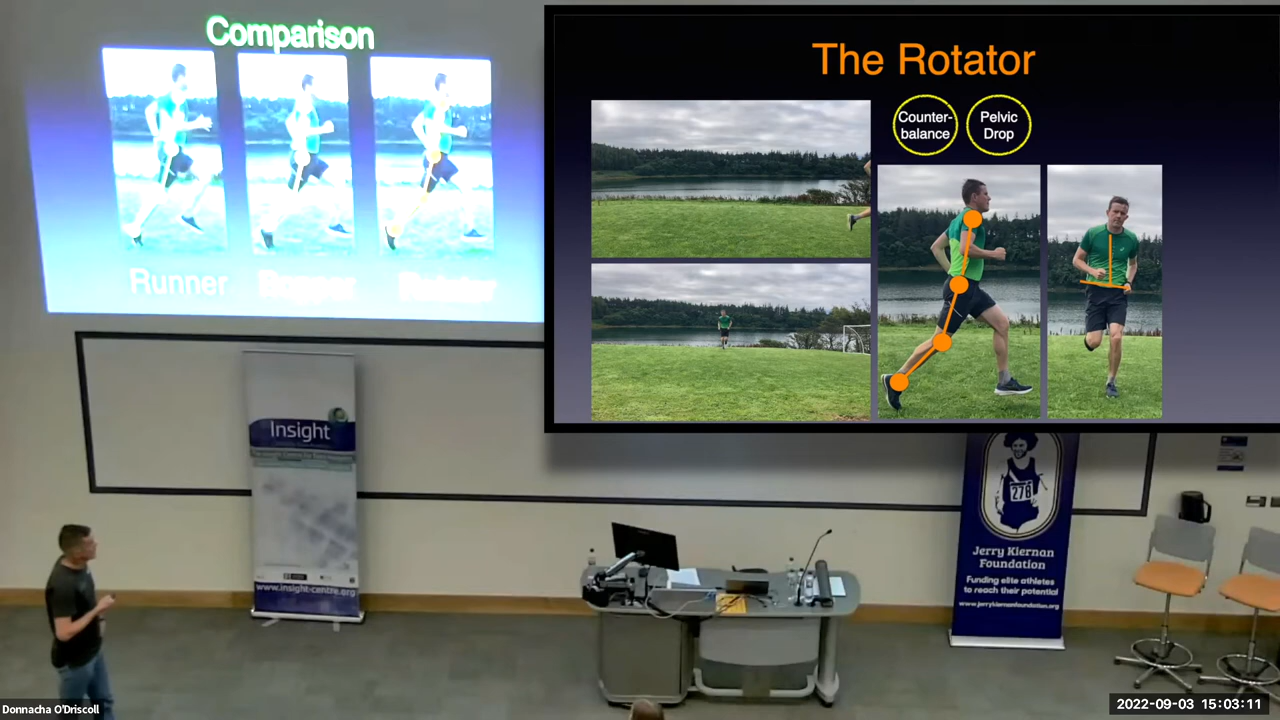 Comparison
Runner
The Rotator
Counter-
balance
Pelvic
Drop
Insight
www.insight-centre.org
278
Jerry Kiernan
Foundation
Funding elite athletes
to reach their potential
www.jerrykiernanfoundation.org
Donnacha O'Driscoll
2022-09-03 15:03:11